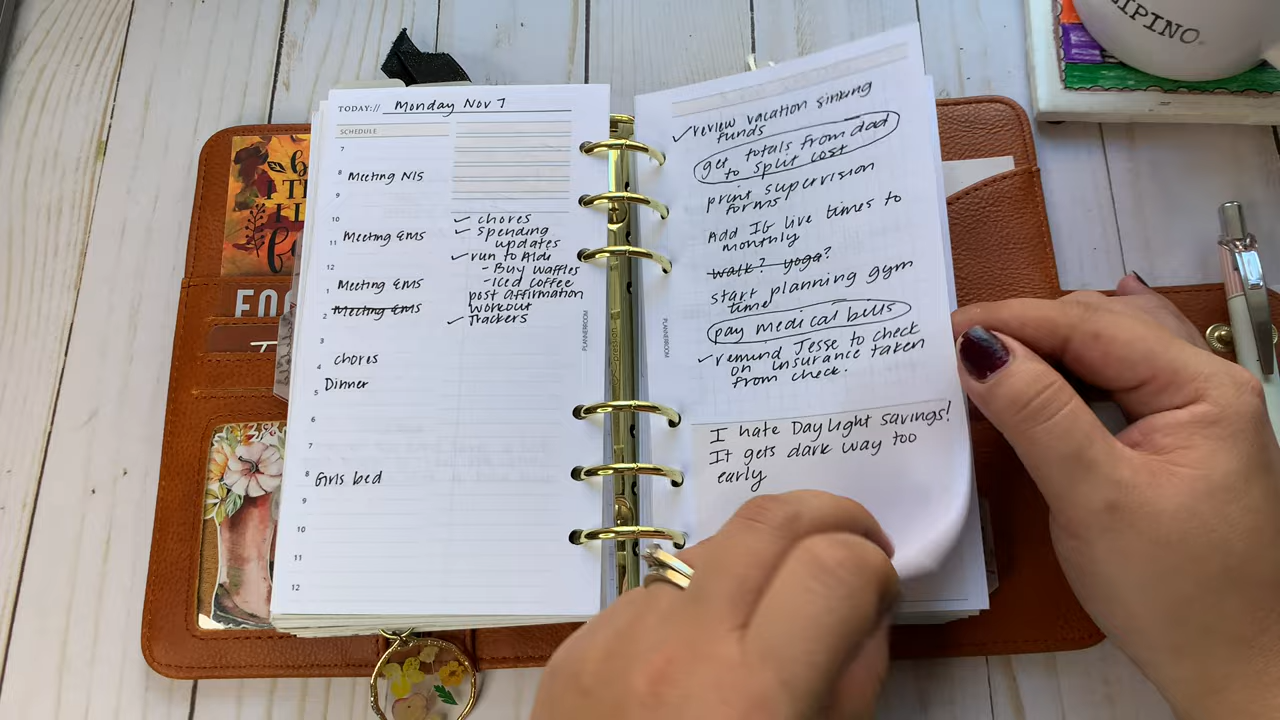 TODAY:// Monday Nov 7
SCHEDULE
7
8 Meeting NIS
9
10
11 Meeting EMS
12
1 Meeting EMS
2 Meeting EMS
3
4 chores
5 Dinner
6
7
8 Girls bed
9
10
11
12
✓ chores
✓ Spending
updates
✓ run to Aldi
- Buy waffles
- Iced coffee
post affirmation
workout
✓ Trackers
PLANNERROOM
✓ review vacation sinking
funds
get totals from dad
to split cost
print supervision
forms
Add IG live times to
monthly
walk? yoga?
start planning gym
time
pay medical bills
✓ remind Jesse to check
on insurance taken
from check.
PLANNERROOM
I hate Daylight savings!
It gets dark way too
early
IPINO